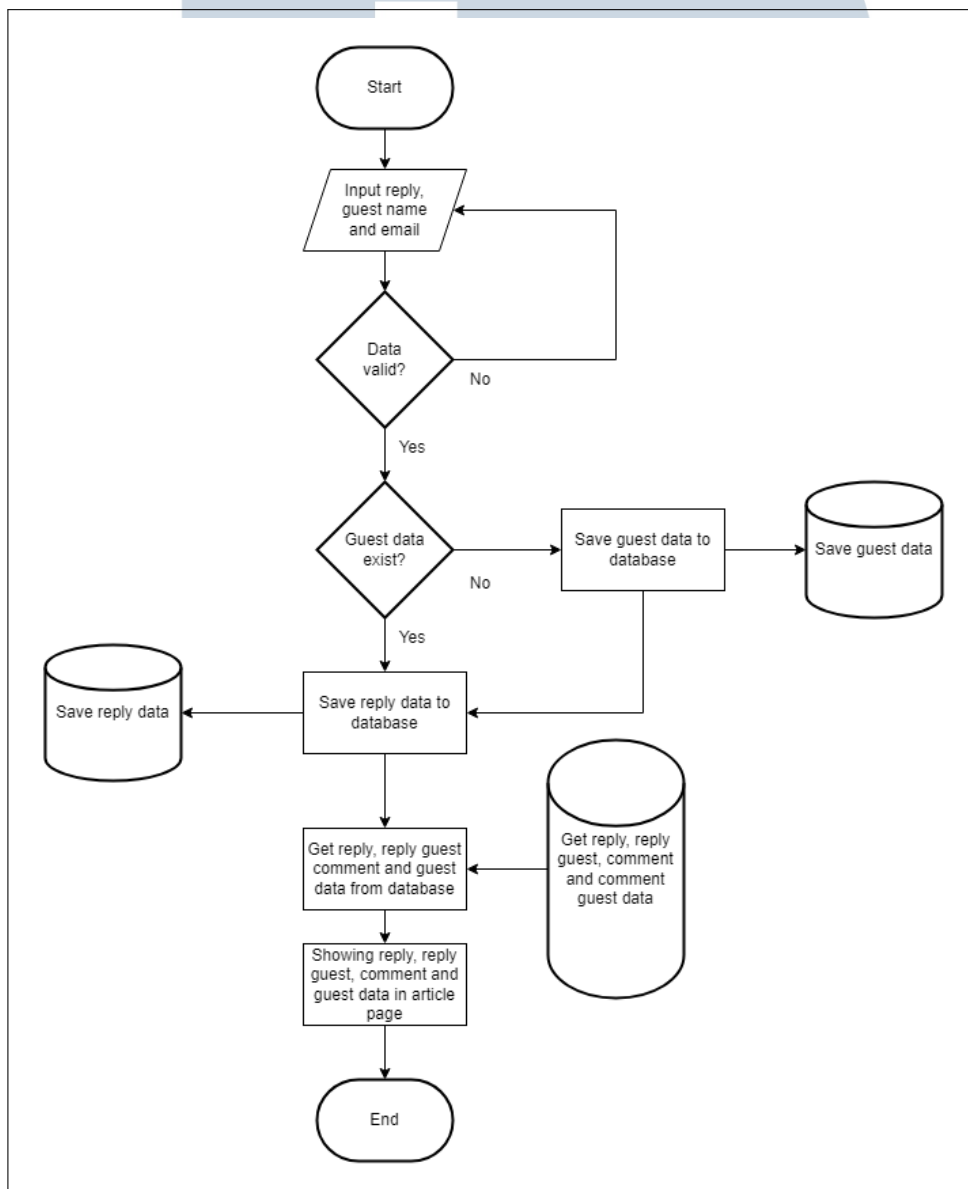 Start
Input reply,
guest name
and email
Data
valid?
No
Yes
Guest data
exist?
No
Save guest data to
database
Save guest data
Yes
Save reply data
Save reply data to
database
Get reply, reply guest
comment and guest
data from database
Get reply, reply
guest, comment
and comment
guest data
Showing reply, reply
guest, comment and
guest data in article
page
End